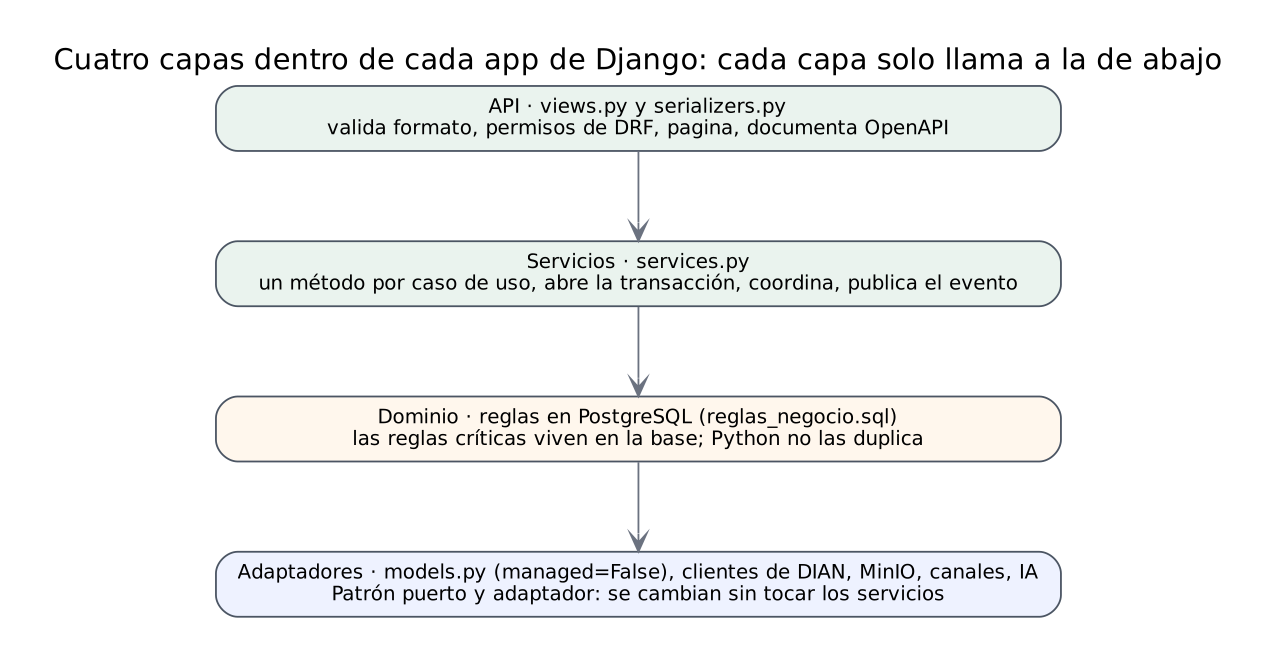 Cuatro capas dentro de cada app de Django: cada capa solo llama a la de abajo
API · views.py y serializers.py
valida formato, permisos de DRF, pagina, documenta OpenAPI
Servicios · services.py
un método por caso de uso, abre la transacción, coordina, publica el evento
Dominio · reglas en PostgreSQL (reglas_negocio.sql)
las reglas críticas viven en la base; Python no las duplica
Adaptadores · models.py (managed=False), clientes de DIAN, MinIO, canales, IA
Patrón puerto y adaptador: se cambian sin tocar los servicios